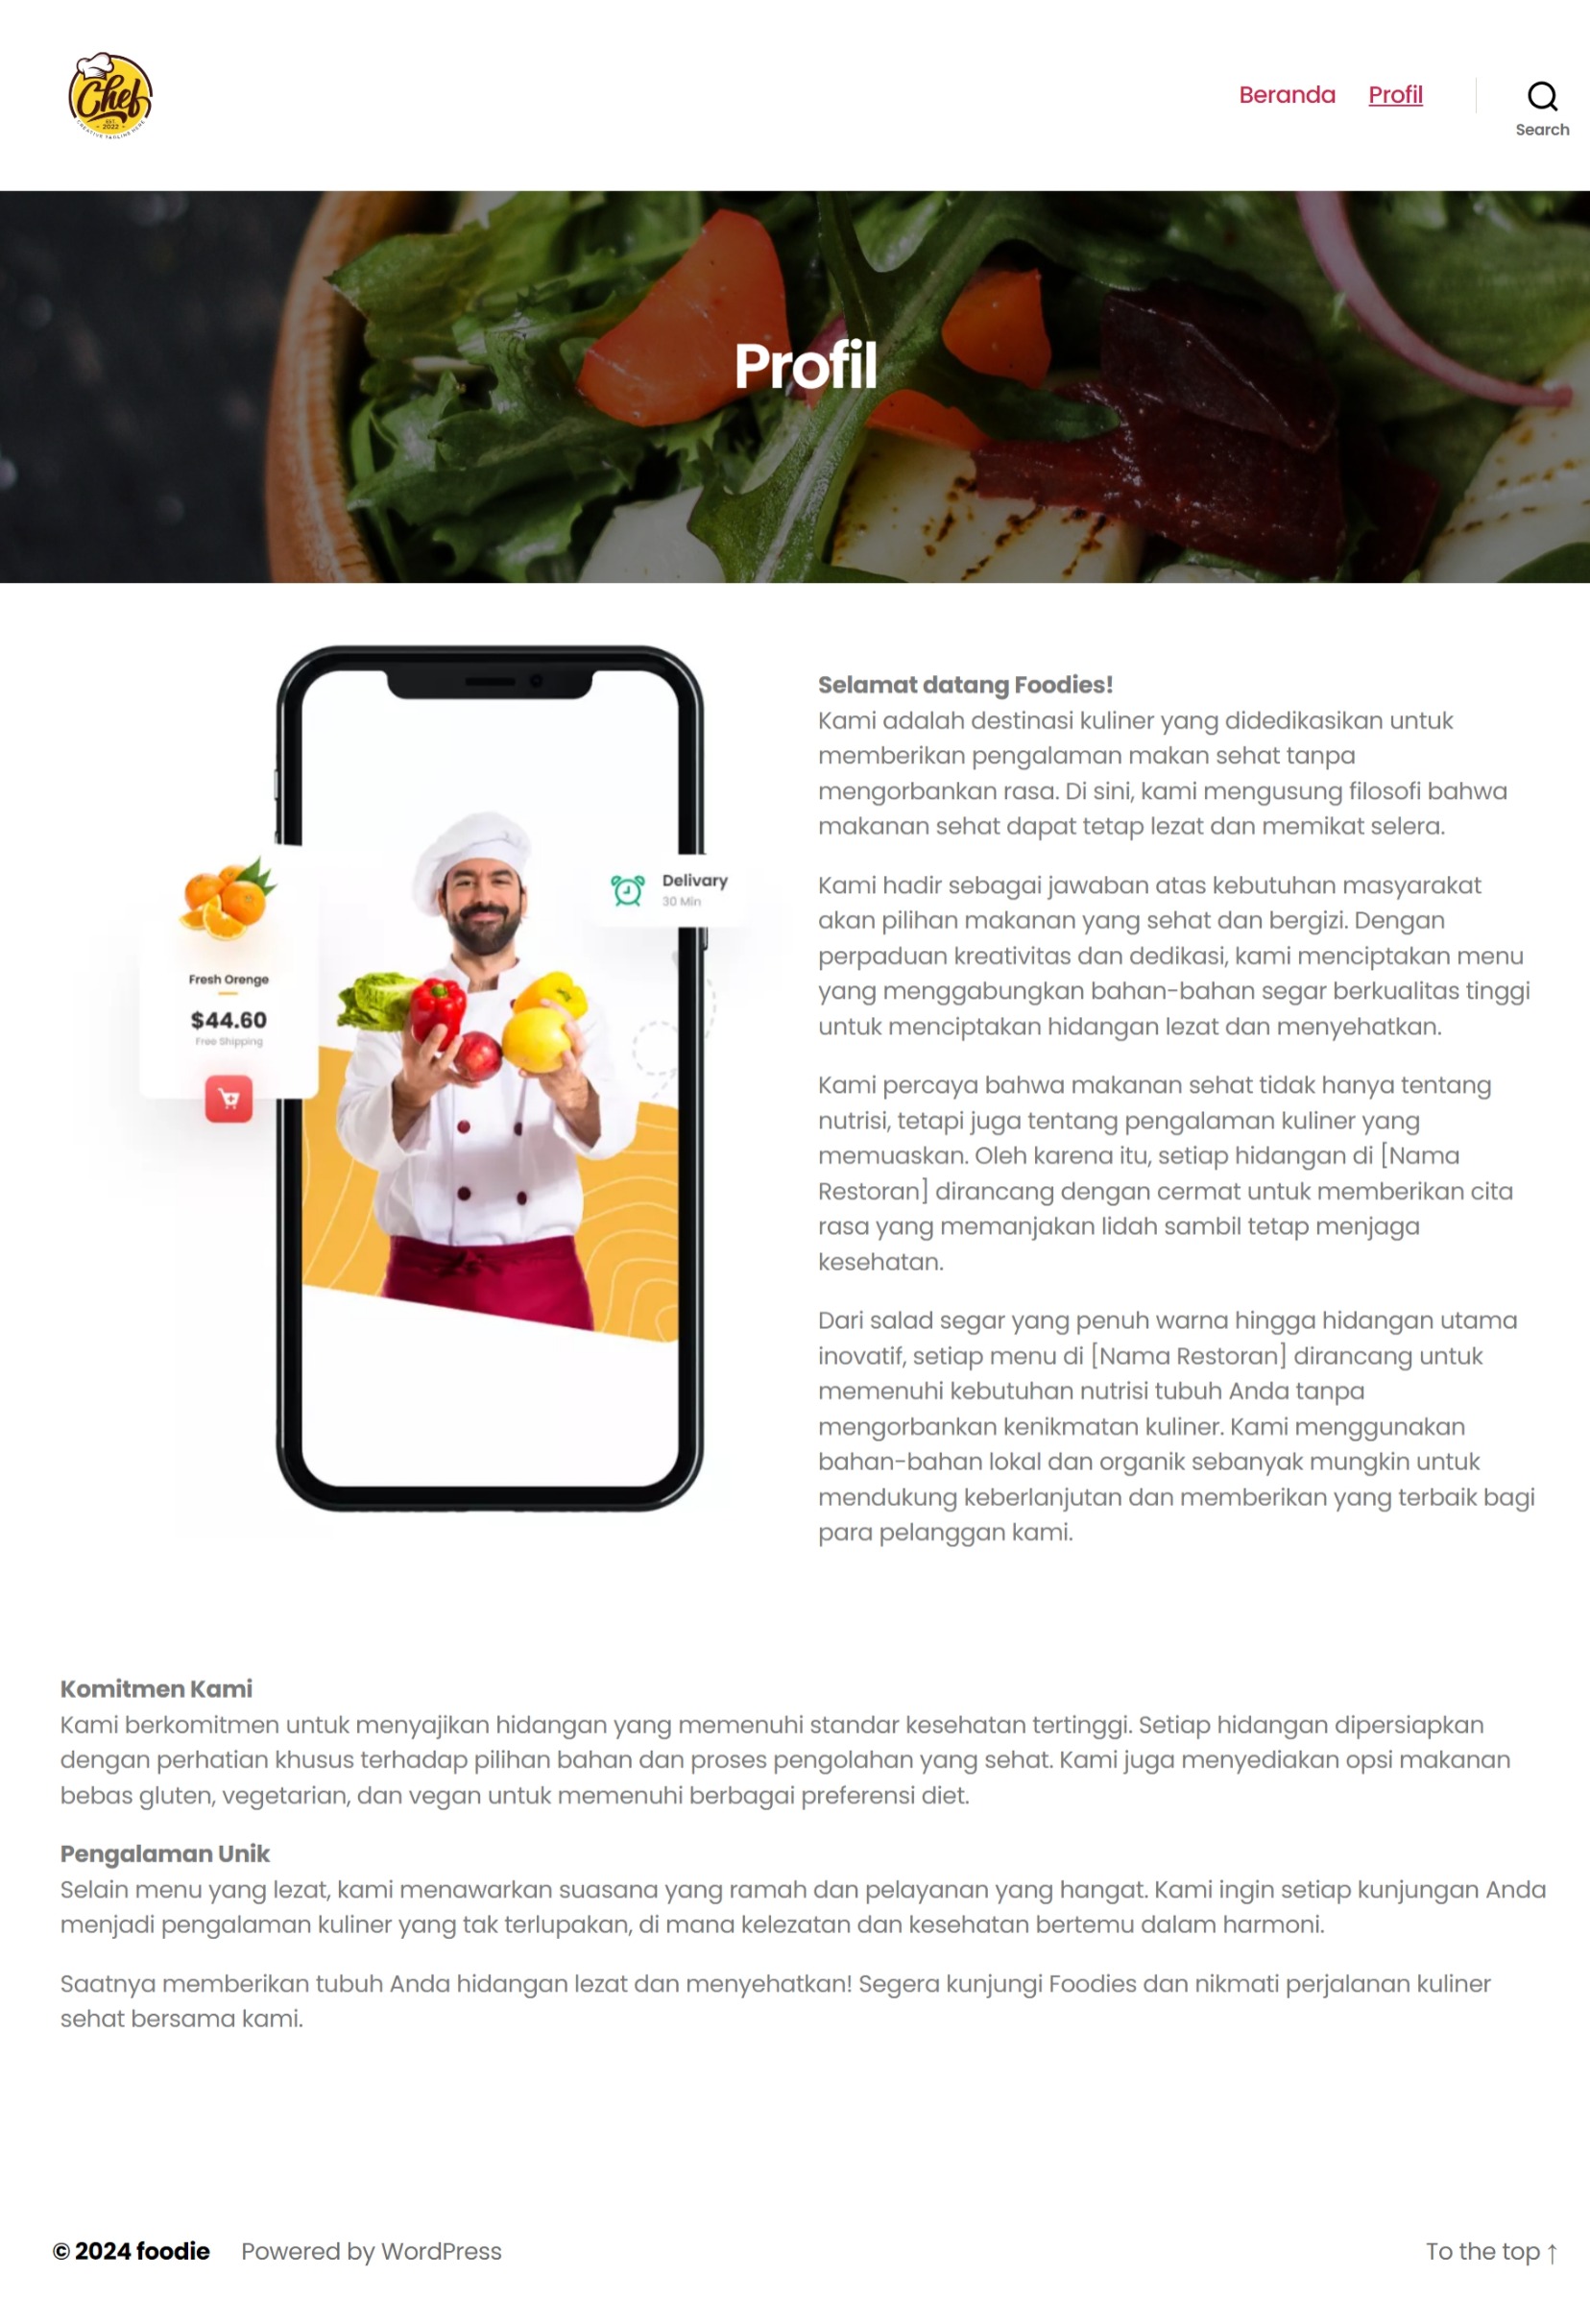 Chef
EST.
2022
CREATIVE TAGLINE HERE
Beranda
Profil
Search
Profil
Selamat datang Foodies!
Kami adalah destinasi kuliner yang didedikasikan untuk
memberikan pengalaman makan sehat tanpa
mengorbankan rasa. Di sini, kami mengusung filosofi bahwa
makanan sehat dapat tetap lezat dan memikat selera.
Kami hadir sebagai jawaban atas kebutuhan masyarakat
akan pilihan makanan yang sehat dan bergizi. Dengan
perpaduan kreativitas dan dedikasi, kami menciptakan menu
yang menggabungkan bahan-bahan segar berkualitas tinggi
untuk menciptakan hidangan lezat dan menyehatkan.
Kami percaya bahwa makanan sehat tidak hanya tentang
nutrisi, tetapi juga tentang pengalaman kuliner yang
memuaskan. Oleh karena itu, setiap hidangan di [Nama
Restoran] dirancang dengan cermat untuk memberikan cita
rasa yang memanjakan lidah sambil tetap menjaga
kesehatan.
Dari salad segar yang penuh warna hingga hidangan utama
inovatif, setiap menu di [Nama Restoran] dirancang untuk
memenuhi kebutuhan nutrisi tubuh Anda tanpa
mengorbankan kenikmatan kuliner. Kami menggunakan
bahan-bahan lokal dan organik sebanyak mungkin untuk
mendukung keberlanjutan dan memberikan yang terbaik bagi
para pelanggan kami.
Delivary
30 Min
Fresh Orenge
$44.60
Free Shipping
Komitmen Kami
Kami berkomitmen untuk menyajikan hidangan yang memenuhi standar kesehatan tertinggi. Setiap hidangan dipersiapkan
dengan perhatian khusus terhadap pilihan bahan dan proses pengolahan yang sehat. Kami juga menyediakan opsi makanan
bebas gluten, vegetarian, dan vegan untuk memenuhi berbagai preferensi diet.
Pengalaman Unik
Selain menu yang lezat, kami menawarkan suasana yang ramah dan pelayanan yang hangat. Kami ingin setiap kunjungan Anda
menjadi pengalaman kuliner yang tak terlupakan, di mana kelezatan dan kesehatan bertemu dalam harmoni.
Saatnya memberikan tubuh Anda hidangan lezat dan menyehatkan! Segera kunjungi Foodies dan nikmati perjalanan kuliner
sehat bersama kami.
© 2024 foodie
Powered by WordPress
To the top ↑